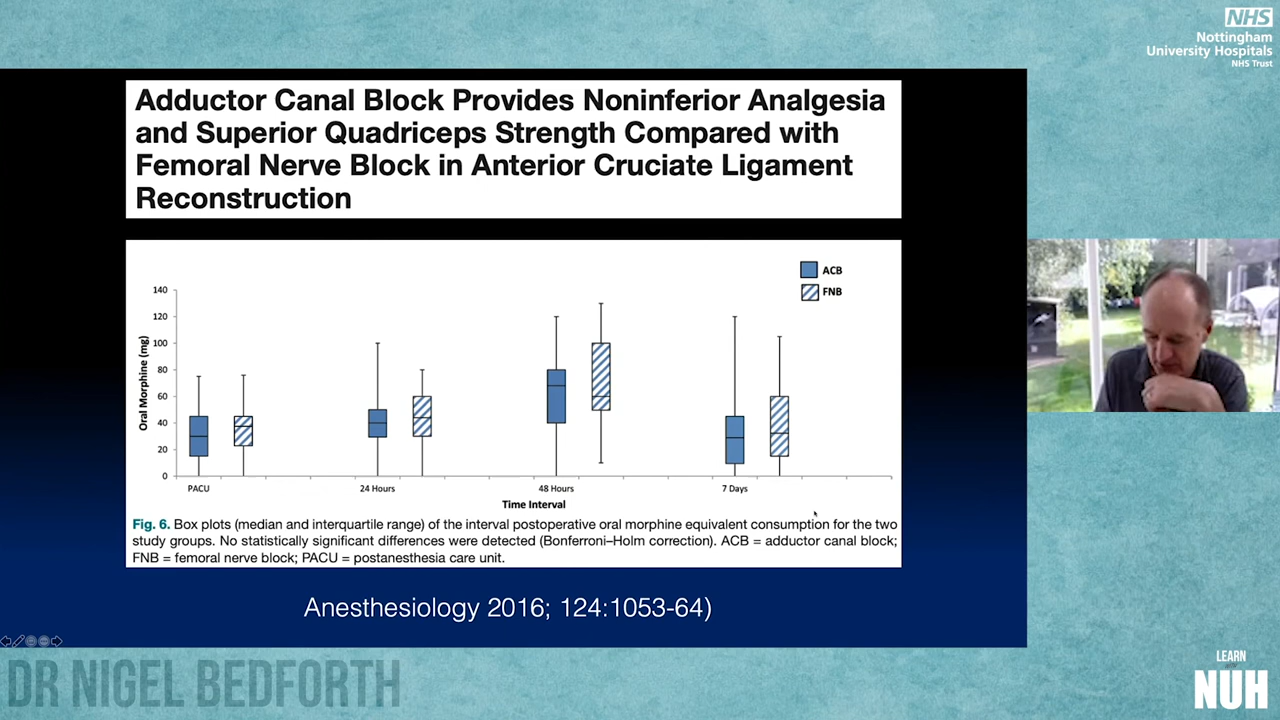 NHS
Nottingham
University Hospitals
NHS Trust
Adductor Canal Block Provides Noninferior Analgesia
and Superior Quadriceps Strength Compared with
Femoral Nerve Block in Anterior Cruciate Ligament
Reconstruction
ACB
FNB
140
120
100
80
60
40
20
0
Oral Morphine (mg)
PACU
24 Hours
48 Hours
7 Days
Time Interval
Fig. 6. Box plots (median and interquartile range) of the interval postoperative oral morphine equivalent consumption for the two
study groups. No statistically significant differences were detected (Bonferroni–Holm correction). ACB = adductor canal block;
FNB = femoral nerve block; PACU = postanesthesia care unit.
Anesthesiology 2016; 124:1053-64)
DR NIGEL BEDFORTH
LEARN
NUH